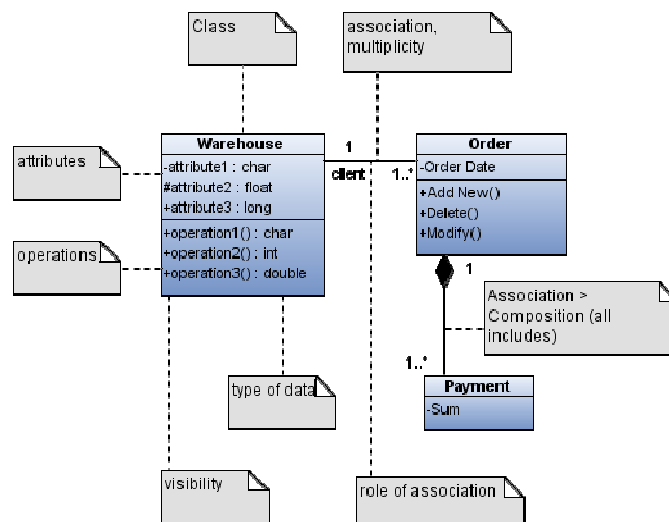 Class
association,
multiplicity
attributes
Warehouse
-attribute1 : char
#attribute2 : float
+attribute3 : long
+operation1() : char
+operation2() : int
+operation3() : double
1
client
1..*
Order
-Order Date
+Add New()
+Delete()
+Modify()
operations
1
Association >
Composition (all
includes)
1..*
Payment
-Sum
type of data
visibility
role of association